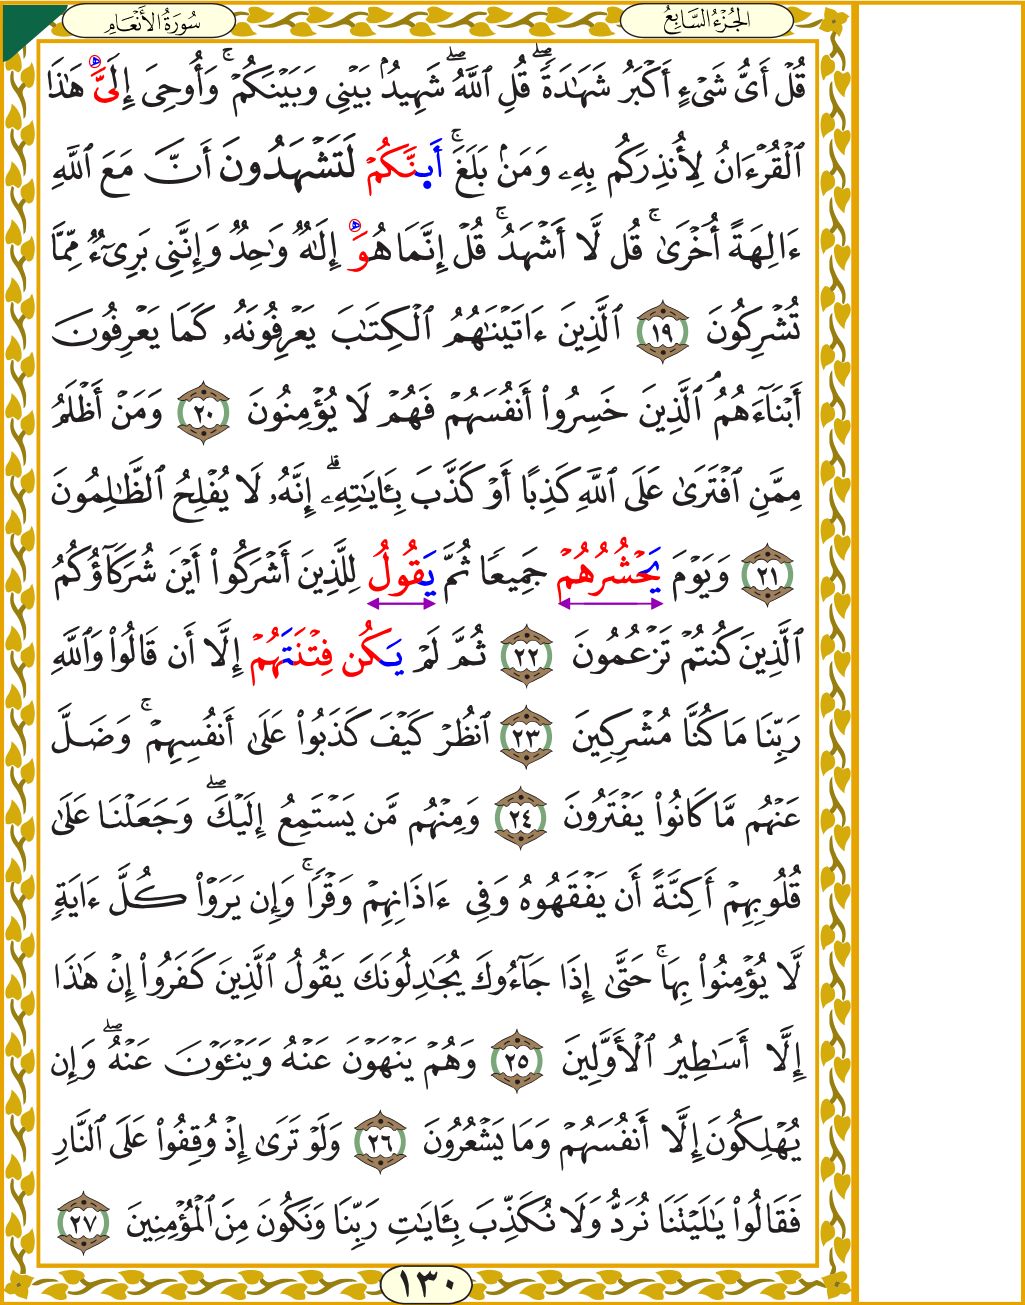 الجُزْءُ السَّابِعُ
سُورَةُ الأَنْعَامِ
قُلْ أَىُّ شَىْءٍ أَكْبَرُ شَهَٰدَةً ۖ قُلِ ٱللَّهُ ۖ شَهِيدٌۢ بَيْنِى وَبَيْنَكُمْ ۚ وَأُوحِىَ إِلَىَّ هَٰذَا
ٱلْقُرْءَانُ لِأُنذِرَكُم بِهِۦ وَمَنۢ بَلَغَ ۚ أَىِٕنَّكُمْ لَتَشْهَدُونَ أَنَّ مَعَ ٱللَّهِ
ءَالِهَةً أُخْرَىٰ ۚ قُل لَّا أَشْهَدُ ۚ قُلْ إِنَّمَا هُوَ إِلَٰهٌ وَٰحِدٌ وَإِنَّنِى بَرِىٓءٌ مِّمَّا
تُشْرِكُونَ ١٩ ٱلَّذِينَ ءَاتَيْنَٰهُمُ ٱلْكِتَٰبَ يَعْرِفُونَهُۥ كَمَا يَعْرِفُونَ
أَبْنَآءَهُمُ ۘ ٱلَّذِينَ خَسِرُوا۟ أَنفُسَهُمْ فَهُمْ لَا يُؤْمِنُونَ ٢٠ وَمَنْ أَظْلَمُ
مِمَّنِ ٱفْتَرَىٰ عَلَى ٱللَّهِ كَذِبًا أَوْ كَذَّبَ بِـَٔايَٰتِهِۦ ۗ إِنَّهُۥ لَا يُفْلِحُ ٱلظَّٰلِمُونَ
٢١ وَيَوْمَ يَحْشُرُهُمْ جَمِيعًا ثُمَّ يَقُولُ لِلَّذِينَ أَشْرَكُوا۟ أَيْنَ شُرَكَآؤُكُمُ
ٱلَّذِينَ كُنتُمْ تَزْعُمُونَ ٢٢ ثُمَّ لَمْ يَكُن فِتْنَتَهُمْ إِلَّا أَن قَالُوا۟ وَٱللَّهِ
رَبِّنَا مَا كُنَّا مُشْرِكِينَ ٢٣ ٱنظُرْ كَيْفَ كَذَبُوا۟ عَلَىٰ أَنفُسِهِمْ ۚ وَضَلَّ
عَنْهُم مَّا كَانُوا۟ يَفْتَرُونَ ٢٤ وَمِنْهُم مَّن يَسْتَمِعُ إِلَيْكَ ۖ وَجَعَلْنَا عَلَىٰ
قُلُوبِهِمْ أَكِنَّةً أَن يَفْقَهُوهُ وَفِى ءَاذَانِهِمْ وَقْرًا ۚ وَإِن يَرَوْا۟ كُلَّ ءَايَةٍ
لَّا يُؤْمِنُوا۟ بِهَا ۚ حَتَّىٰ إِذَا جَآءُوكَ يُجَٰدِلُونَكَ يَقُولُ ٱلَّذِينَ كَفَرُوا۟ إِنْ هَٰذَا
إِلَّا أَسَٰطِيرُ ٱلْأَوَّلِينَ ٢٥ وَهُمْ يَنْهَوْنَ عَنْهُ وَيَنْـَٔوْنَ عَنْهُ ۖ وَإِن
يُهْلِكُونَ إِلَّا أَنفُسَهُمْ وَمَا يَشْعُرُونَ ٢٦ وَلَوْ تَرَىٰ إِذْ وُقِفُوا۟ عَلَى ٱلنَّارِ
فَقَالُوا۟ يَٰلَيْتَنَا نُرَدُّ وَلَا نُكَذِّبَ بِـَٔايَٰتِ رَبِّنَا وَنَكُونَ مِنَ ٱلْمُؤْمِنِينَ ٢٧
١٣٠